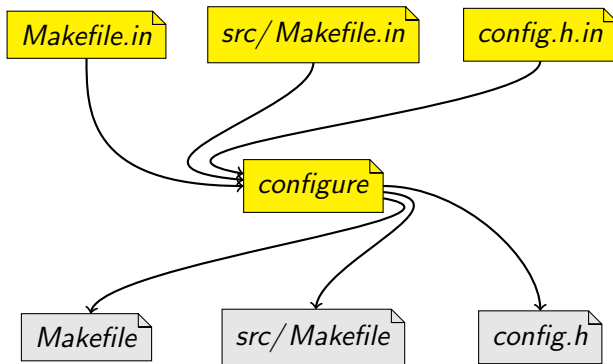 Makefile.in
src/Makefile.in
config.h.in
configure
Makefile
src/Makefile
config.h